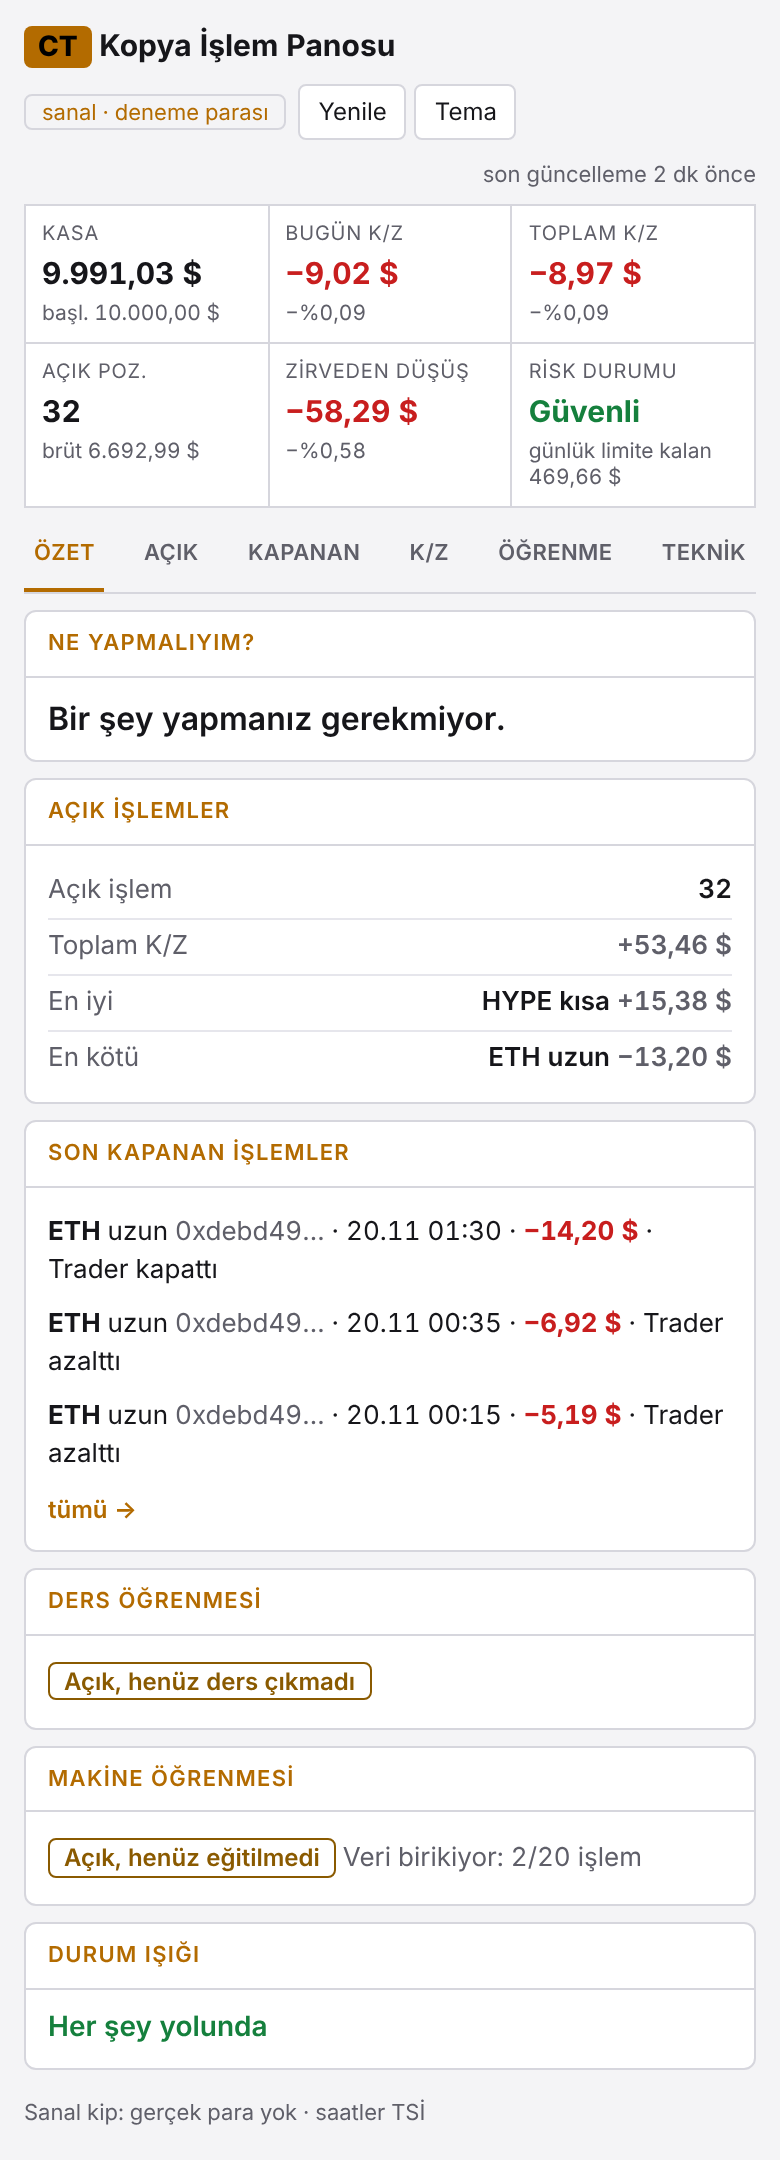 CT Kopya İşlem Panosu
sanal · deneme parası Yenile Tema
son güncelleme 2 dk önce
KASA
9.991,03 $
başl. 10.000,00 $
BUGÜN K/Z
−9,02 $
−%0,09
TOPLAM K/Z
−8,97 $
−%0,09
AÇIK POZ.
32
brüt 6.692,99 $
ZİRVEDEN DÜŞÜŞ
−58,29 $
−%0,58
RİSK DURUMU
Güvenli
günlük limite kalan
469,66 $
ÖZET AÇIK KAPANAN K/Z ÖĞRENME TEKNİK
NE YAPMALIYIM?
Bir şey yapmanız gerekmiyor.
AÇIK İŞLEMLER
Açık işlem 32
Toplam K/Z +53,46 $
En iyi HYPE kısa +15,38 $
En kötü ETH uzun −13,20 $
SON KAPANAN İŞLEMLER
ETH uzun 0xdebd49… · 20.11 01:30 · −14,20 $ ·
Trader kapattı
ETH uzun 0xdebd49… · 20.11 00:35 · −6,92 $ · Trader
azalttı
ETH uzun 0xdebd49… · 20.11 00:15 · −5,19 $ · Trader
azalttı
tümü →
DERS ÖĞRENMESİ
Açık, henüz ders çıkmadı
MAKİNE ÖĞRENMESİ
Açık, henüz eğitilmedi Veri birikiyor: 2/20 işlem
DURUM IŞIĞI
Her şey yolunda
Sanal kip: gerçek para yok · saatler TSİ